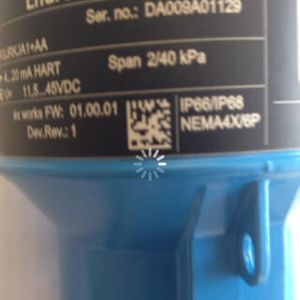 Ser. no.: DA009A01129
Span 2/40 kPa
4..20 mA HART
11,5...45VDC
ex works FW: 01.00.01
Dev.Rev.: 1
IP66/IP68
NEMA4X/6P